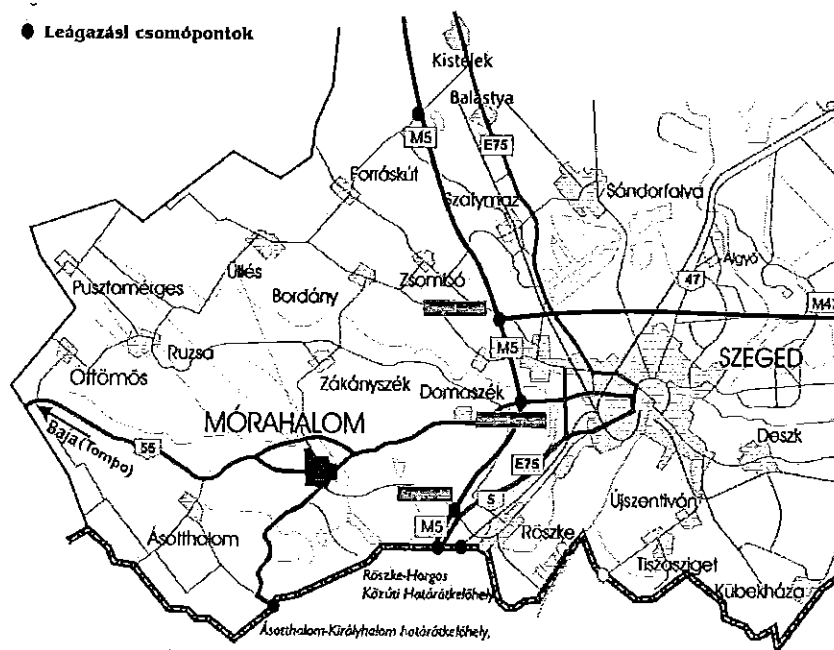 Leágazási csomópontok
Kistelek
Balástya
M5
E75
Forráskút
Szatymaz
Sándorfalva
Algyő
Üllés
Pusztamérges
Zsombó
47
Bordány
M47
M5
Ruzsa
SZEGED
Öttömös
Zákányszék
Domaszék
MÓRAHALOM
Baja (Tompo)
55
Deszk
E75
5
Újszentiván
M5
Ásotthalom
Röszke
Tiszasziget
Röszke-Horgos
Közúti Határátkelőhely
Kübekháza
Ásotthalom-Királyhalom határátkelőhely,